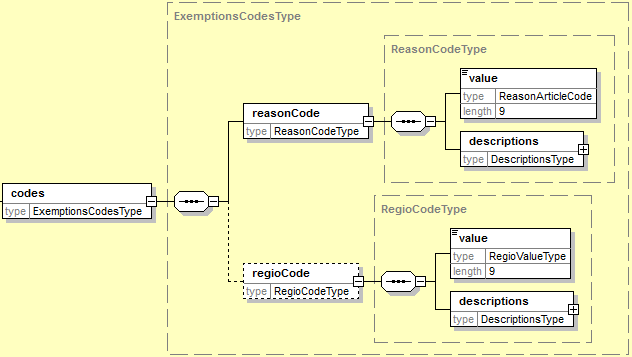 ExemptionsCodesType
ReasonCodeType
value
type ReasonArticleCode
length 9
reasonCode
type ReasonCodeType
descriptions
type DescriptionsType
codes
type ExemptionsCodesType
RegioCodeType
value
type RegioValueType
length 9
regioCode
type RegioCodeType
descriptions
type DescriptionsType